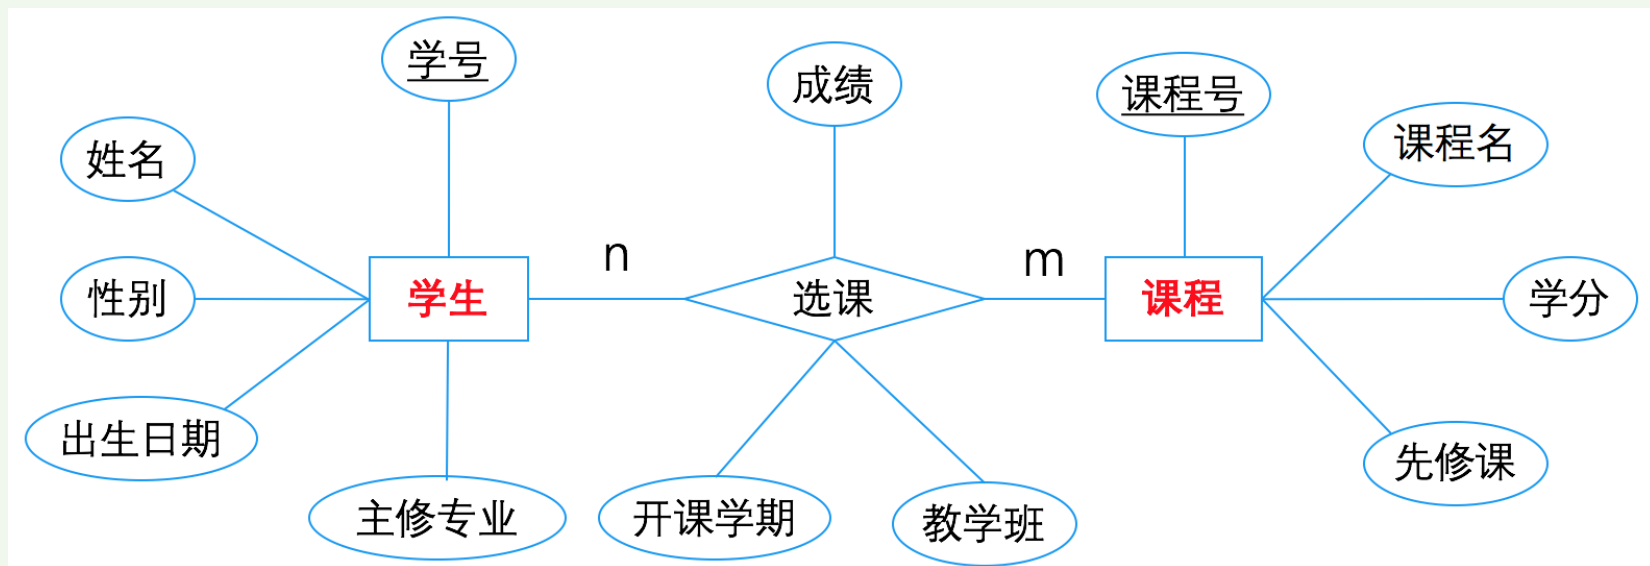 学号
成绩
课程号
课程名
姓名
n
m
性别
学生
选课
课程
学分
出生日期
先修课
主修专业
开课学期
教学班